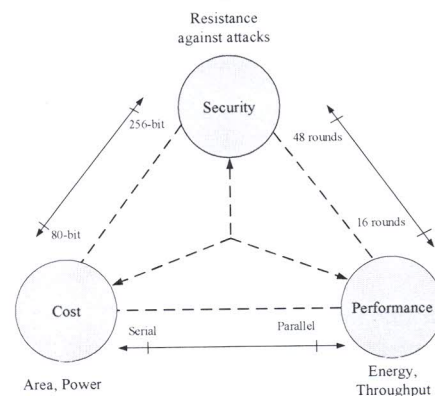 Resistance
against attacks
Security
256-bit
48 rounds
80-bit
16 rounds
Cost
Performance
Serial
Parallel
Area, Power
Energy,
Throughput